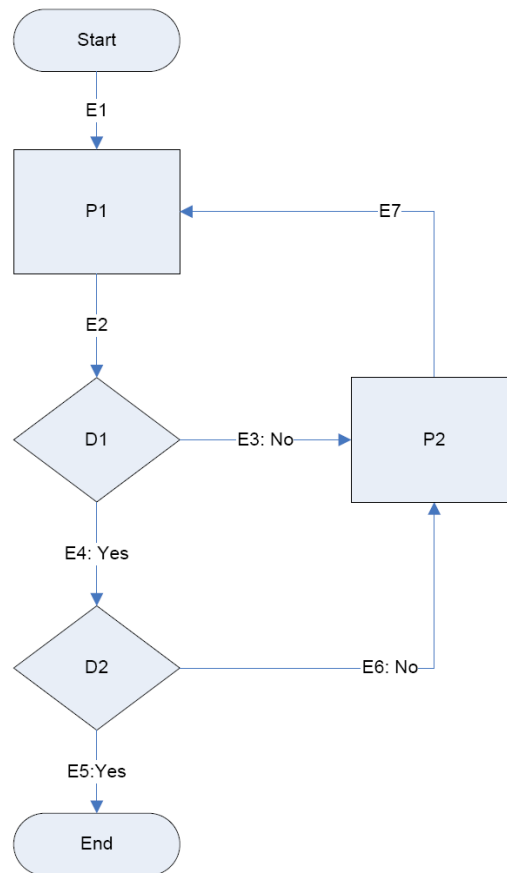 Start
E1
P1
E7
E2
D1
E3: No
P2
E4: Yes
D2
E6: No
E5:Yes
End